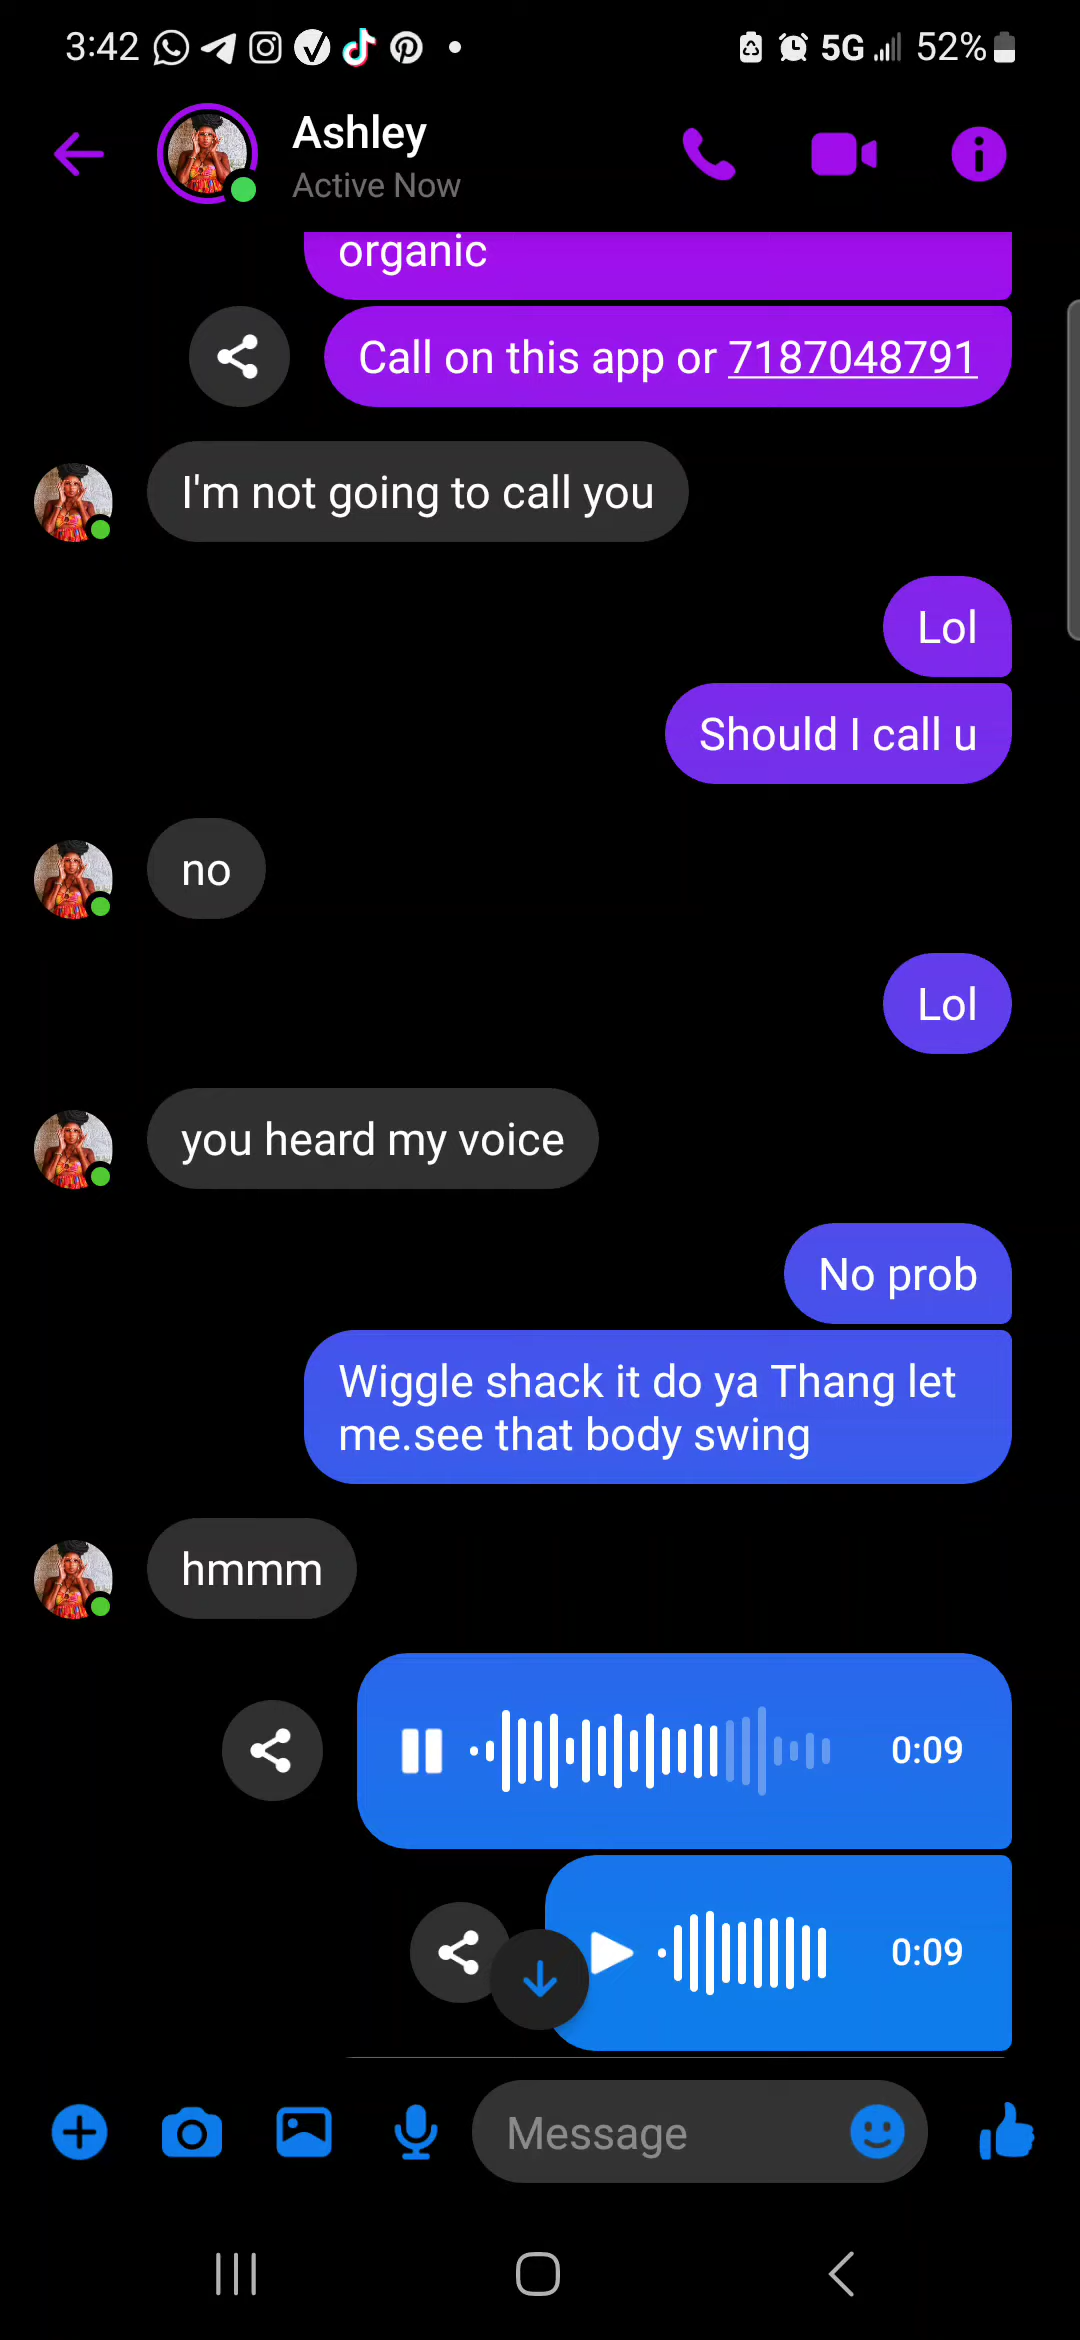 3:42
5G
52%
Ashley
Active Now
organic
Call on this app or 7187048791
I'm not going to call you
Lol
Should I call u
no
Lol
you heard my voice
No prob
Wiggle shack it do ya Thang let
me.see that body swing
hmmm
0:09
0:09
Message